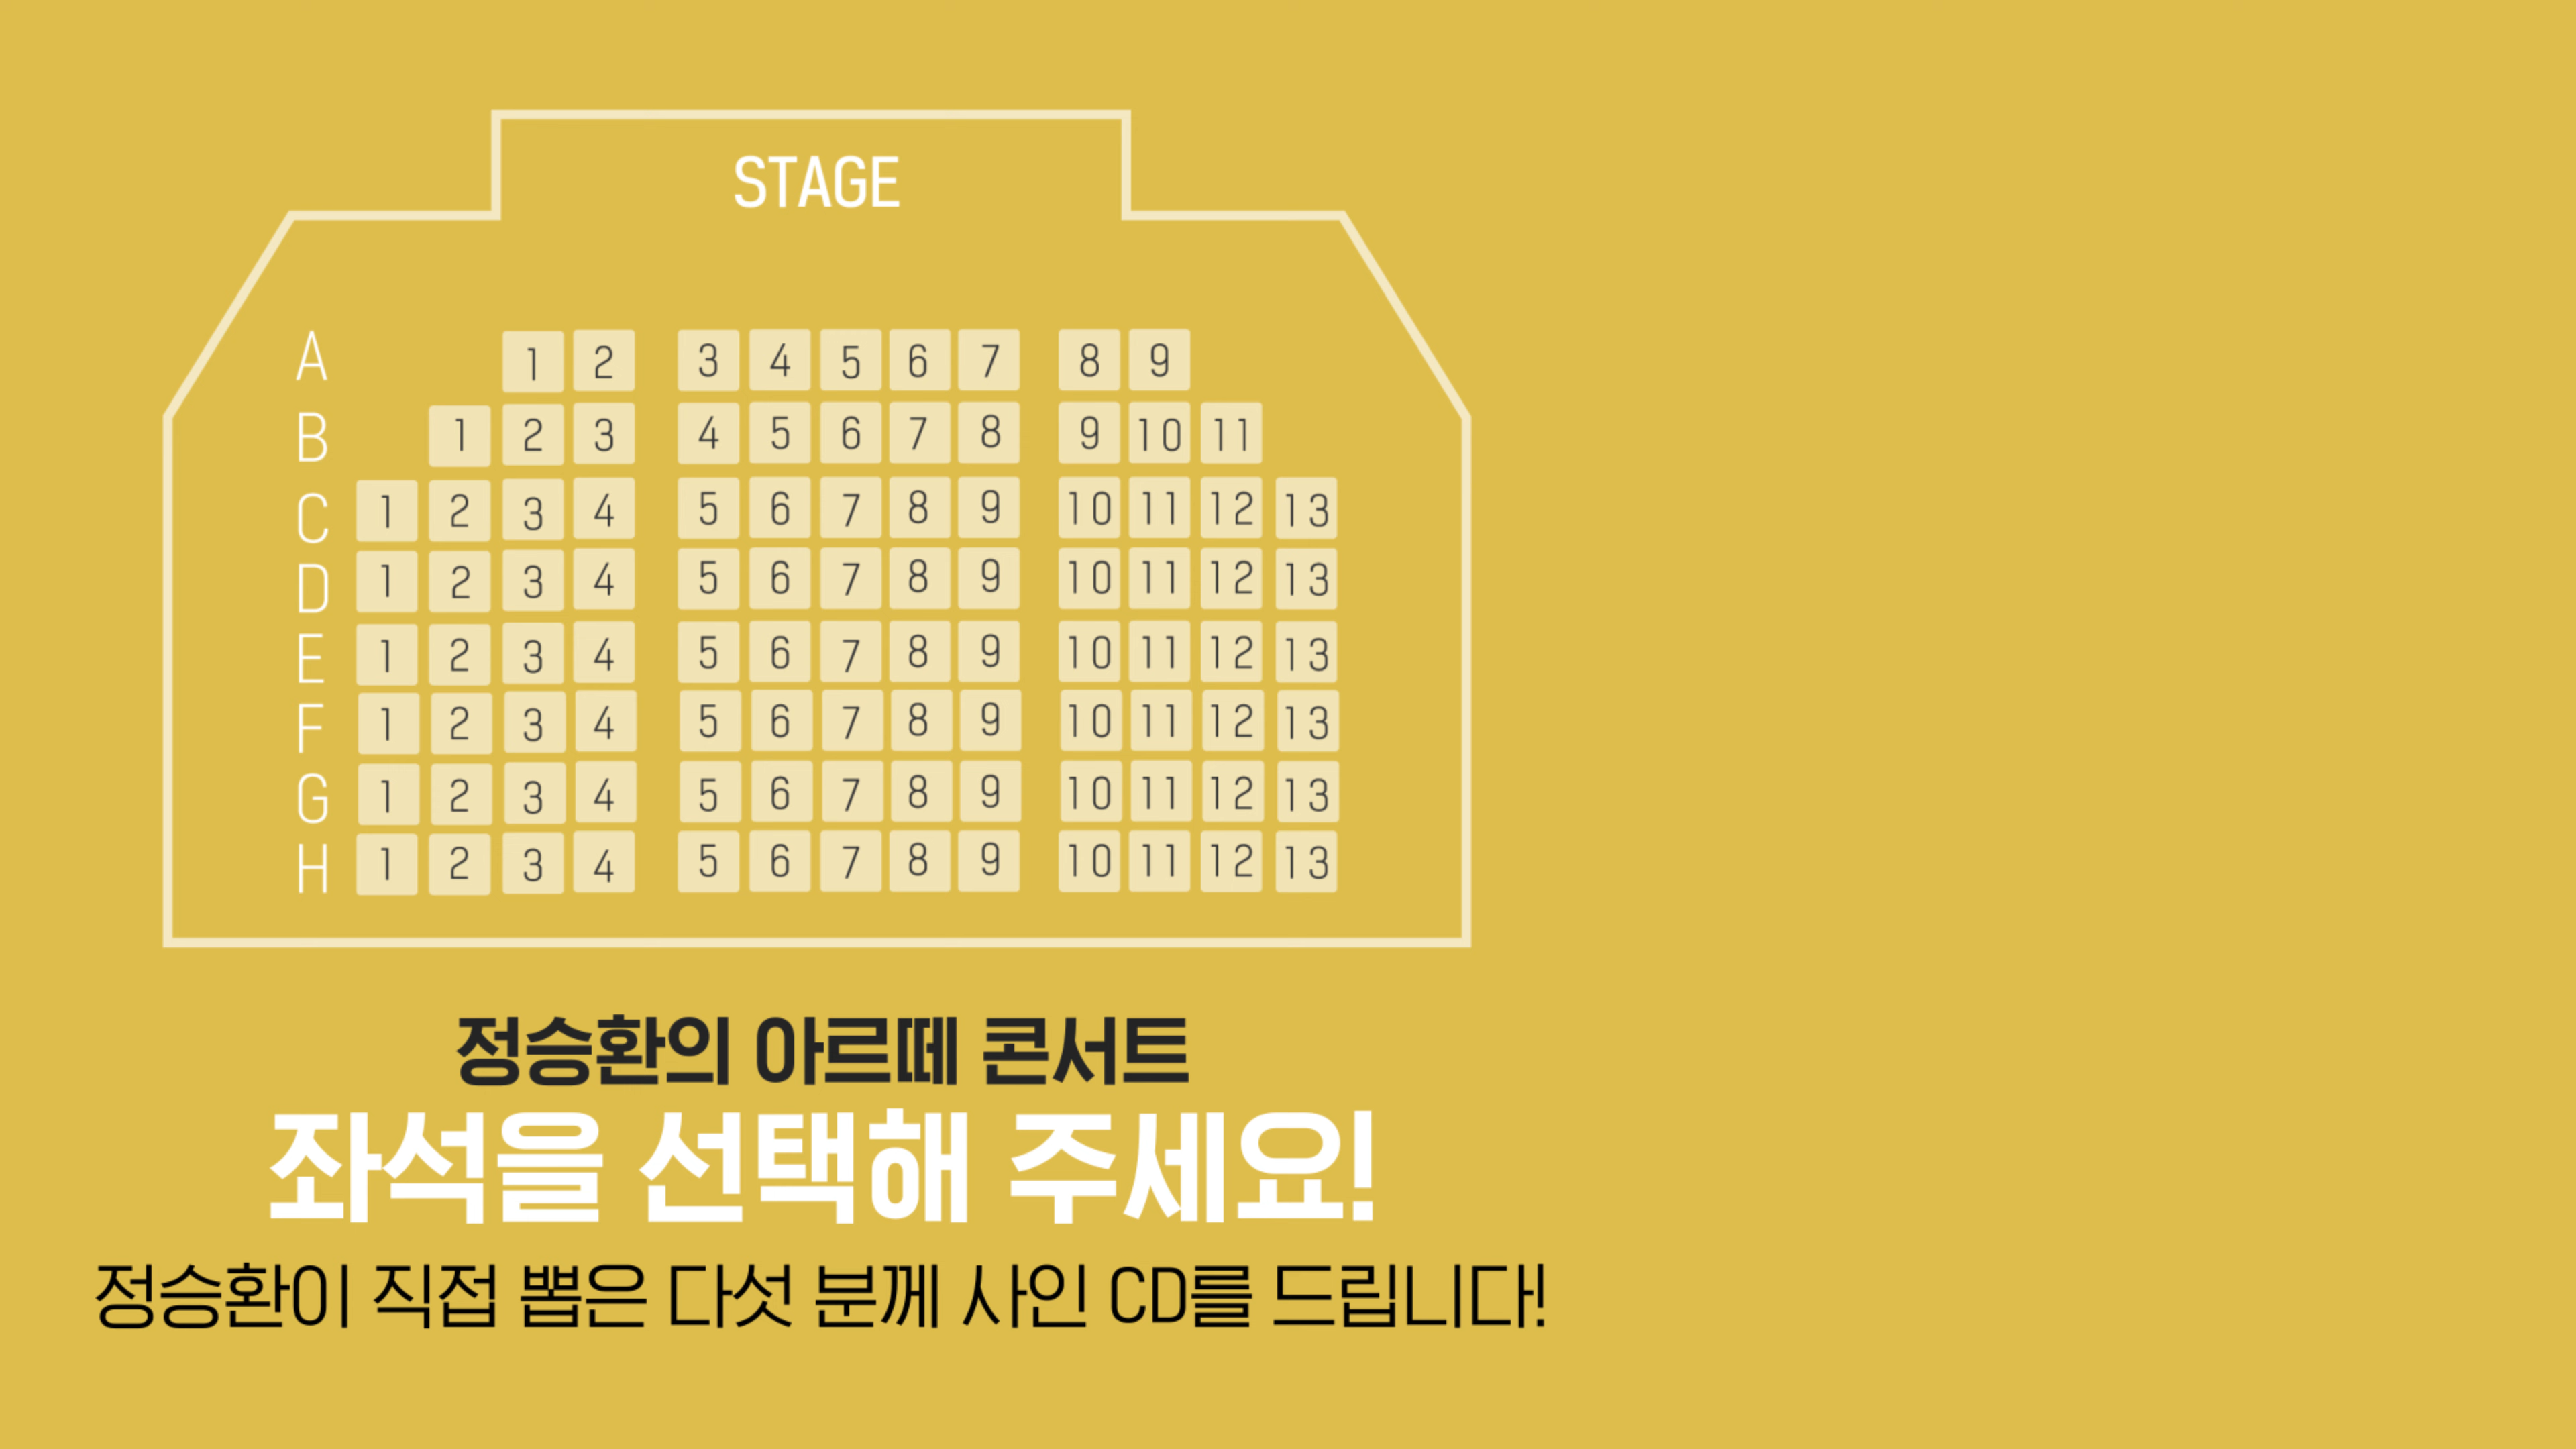 STAGE
A 1 2 3 4 5 6 7 8 9
B 1 2 3 4 5 6 7 8 9 10 11
C 1 2 3 4 5 6 7 8 9 10 11 12 13
D 1 2 3 4 5 6 7 8 9 10 11 12 13
E 1 2 3 4 5 6 7 8 9 10 11 12 13
F 1 2 3 4 5 6 7 8 9 10 11 12 13
G 1 2 3 4 5 6 7 8 9 10 11 12 13
H 1 2 3 4 5 6 7 8 9 10 11 12 13
정승환의 아르떼 콘서트
좌석을 선택해 주세요!
정승환이 직접 뽑은 다섯 분께 사인 CD를 드립니다!